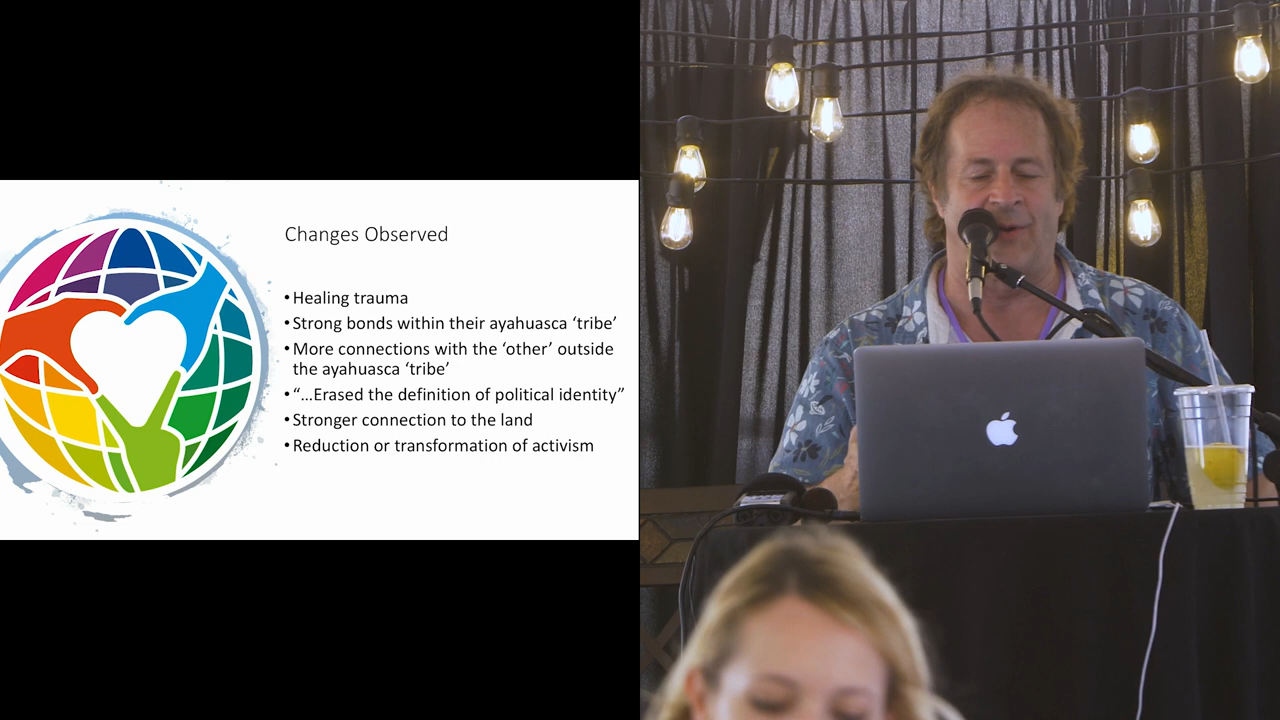 Changes Observed
•Healing trauma
•Strong bonds within their ayahuasca ‘tribe’
•More connections with the ‘other’ outside
the ayahuasca ‘tribe’
•“...Erased the definition of political identity”
•Stronger connection to the land
•Reduction or transformation of activism